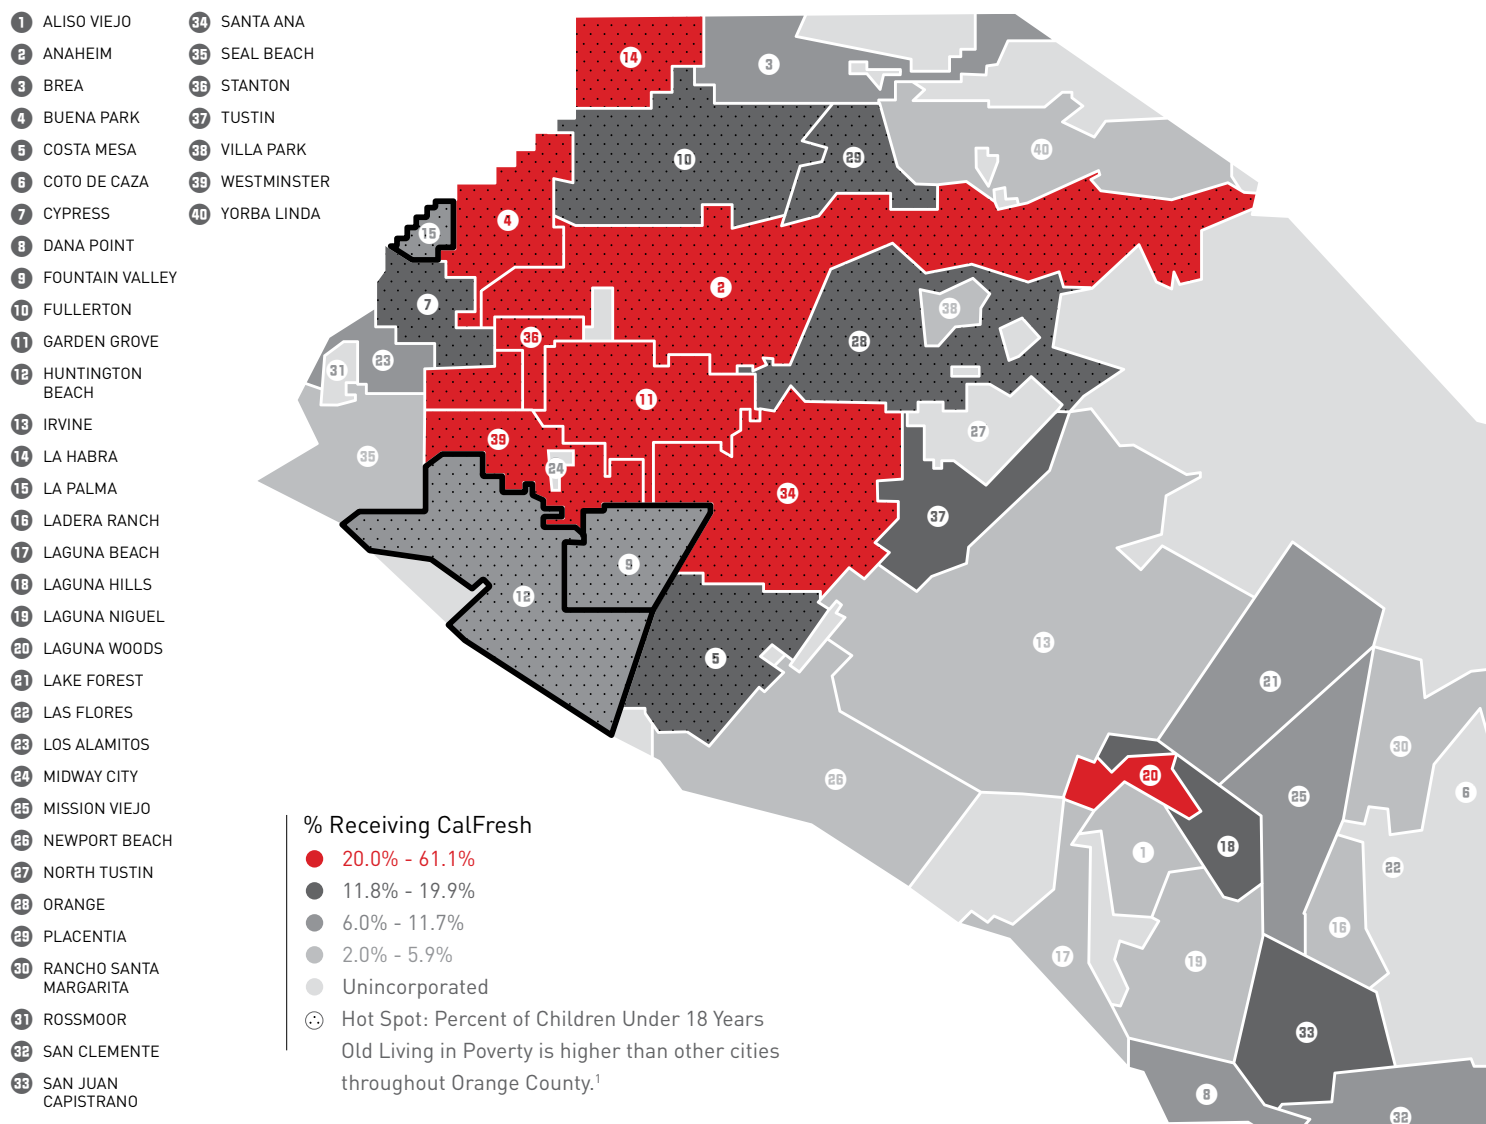 1 ALISO VIEJO
2 ANAHEIM
3 BREA
4 BUENA PARK
5 COSTA MESA
6 COTO DE CAZA
7 CYPRESS
8 DANA POINT
9 FOUNTAIN VALLEY
10 FULLERTON
11 GARDEN GROVE
12 HUNTINGTON
BEACH
13 IRVINE
14 LA HABRA
15 LA PALMA
16 LADERA RANCH
17 LAGUNA BEACH
18 LAGUNA HILLS
19 LAGUNA NIGUEL
20 LAGUNA WOODS
21 LAKE FOREST
22 LAS FLORES
23 LOS ALAMITOS
24 MIDWAY CITY
25 MISSION VIEJO
26 NEWPORT BEACH
27 NORTH TUSTIN
28 ORANGE
29 PLACENTIA
30 RANCHO SANTA
MARGARITA
31 ROSSMOOR
32 SAN CLEMENTE
33 SAN JUAN
CAPISTRANO
34 SANTA ANA
35 SEAL BEACH
36 STANTON
37 TUSTIN
38 VILLA PARK
39 WESTMINSTER
40 YORBA LINDA
14
3
10
29
40
4
15
7
2
38
36
28
23
31
11
27
39
35
24
34
37
9
12
13
5
21
30
26
20
25
6
18
1
22
16
17
19
33
8
32
% Receiving CalFresh
20.0% - 61.1%
11.8% - 19.9%
6.0% - 11.7%
2.0% - 5.9%
Unincorporated
Hot Spot: Percent of Children Under 18 Years
Old Living in Poverty is higher than other cities
throughout Orange County.1